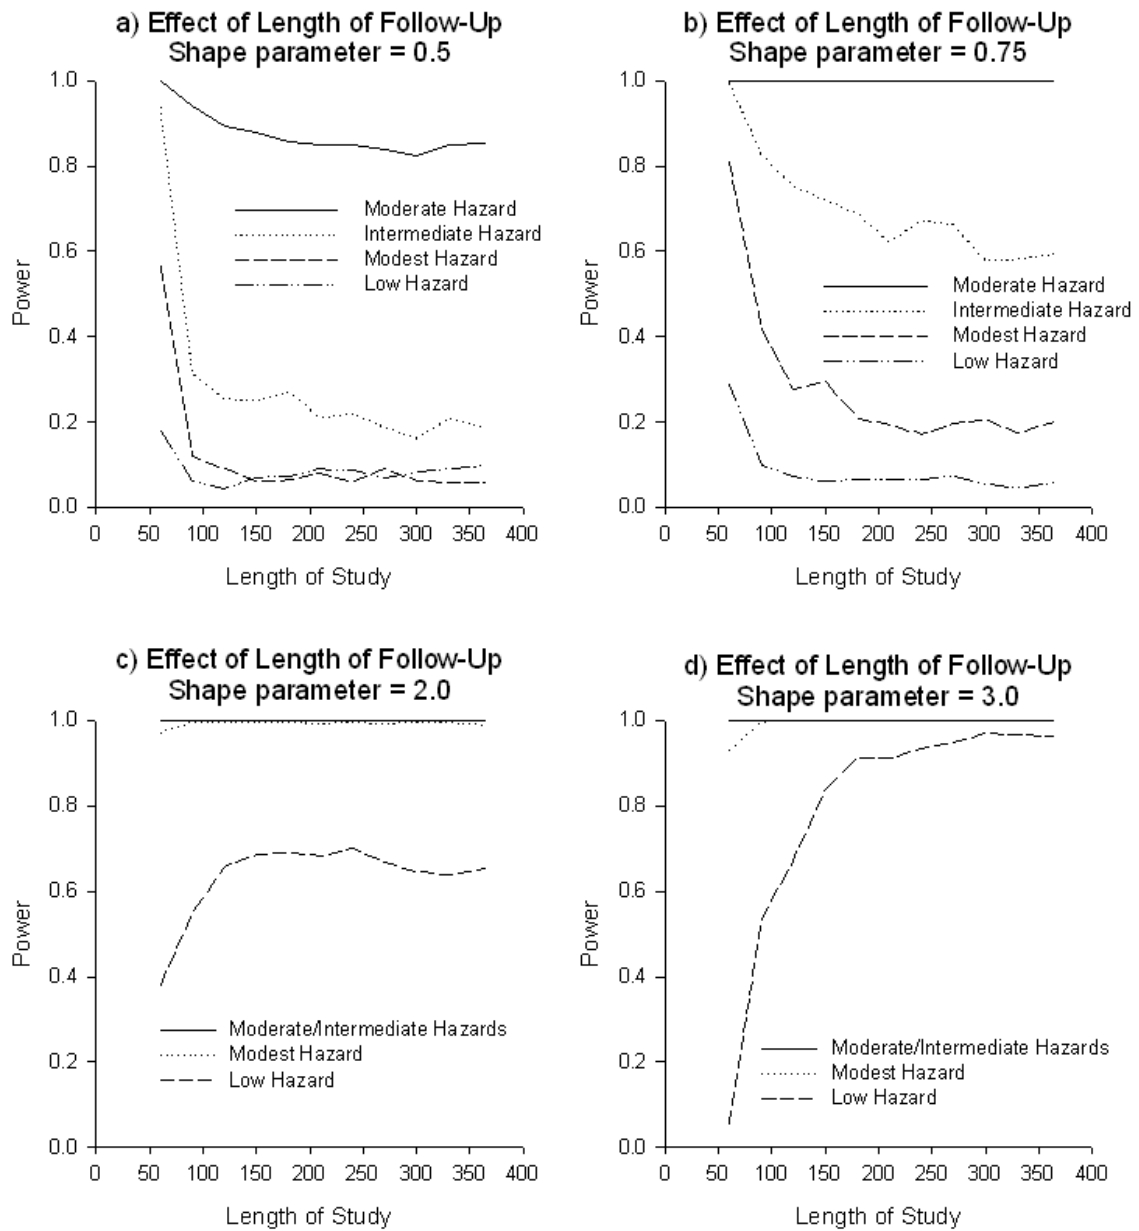 a) Effect of Length of Follow-Up
Shape parameter = 0.5
1.0
0.8
0.6
0.4
0.2
0.0
Power
Moderate Hazard
Intermediate Hazard
Modest Hazard
Low Hazard
0 50 100 150 200 250 300 350 400
Length of Study
b) Effect of Length of Follow-Up
Shape parameter = 0.75
1.0
0.8
0.6
0.4
0.2
0.0
Power
Moderate Hazard
Intermediate Hazard
Modest Hazard
Low Hazard
0 50 100 150 200 250 300 350 400
Length of Study
c) Effect of Length of Follow-Up
Shape parameter = 2.0
1.0
0.8
0.6
0.4
0.2
0.0
Power
Moderate/Intermediate Hazards
Modest Hazard
Low Hazard
0 50 100 150 200 250 300 350 400
Length of Study
d) Effect of Length of Follow-Up
Shape parameter = 3.0
1.0
0.8
0.6
0.4
0.2
0.0
Power
Moderate/Intermediate Hazards
Modest Hazard
Low Hazard
0 50 100 150 200 250 300 350 400
Length of Study